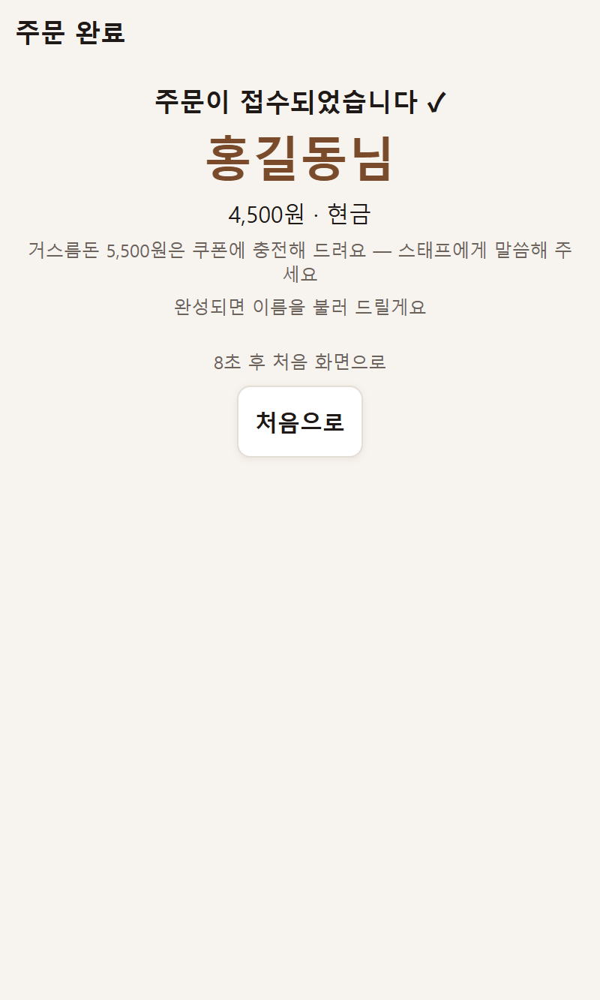 주문 완료
주문이 접수되었습니다 ✓
홍길동님
4,500원 · 현금
거스름돈 5,500원은 쿠폰에 충전해 드려요 — 스태프에게 말씀해 주
세요
완성되면 이름을 불러 드릴게요
8초 후 처음 화면으로
처음으로